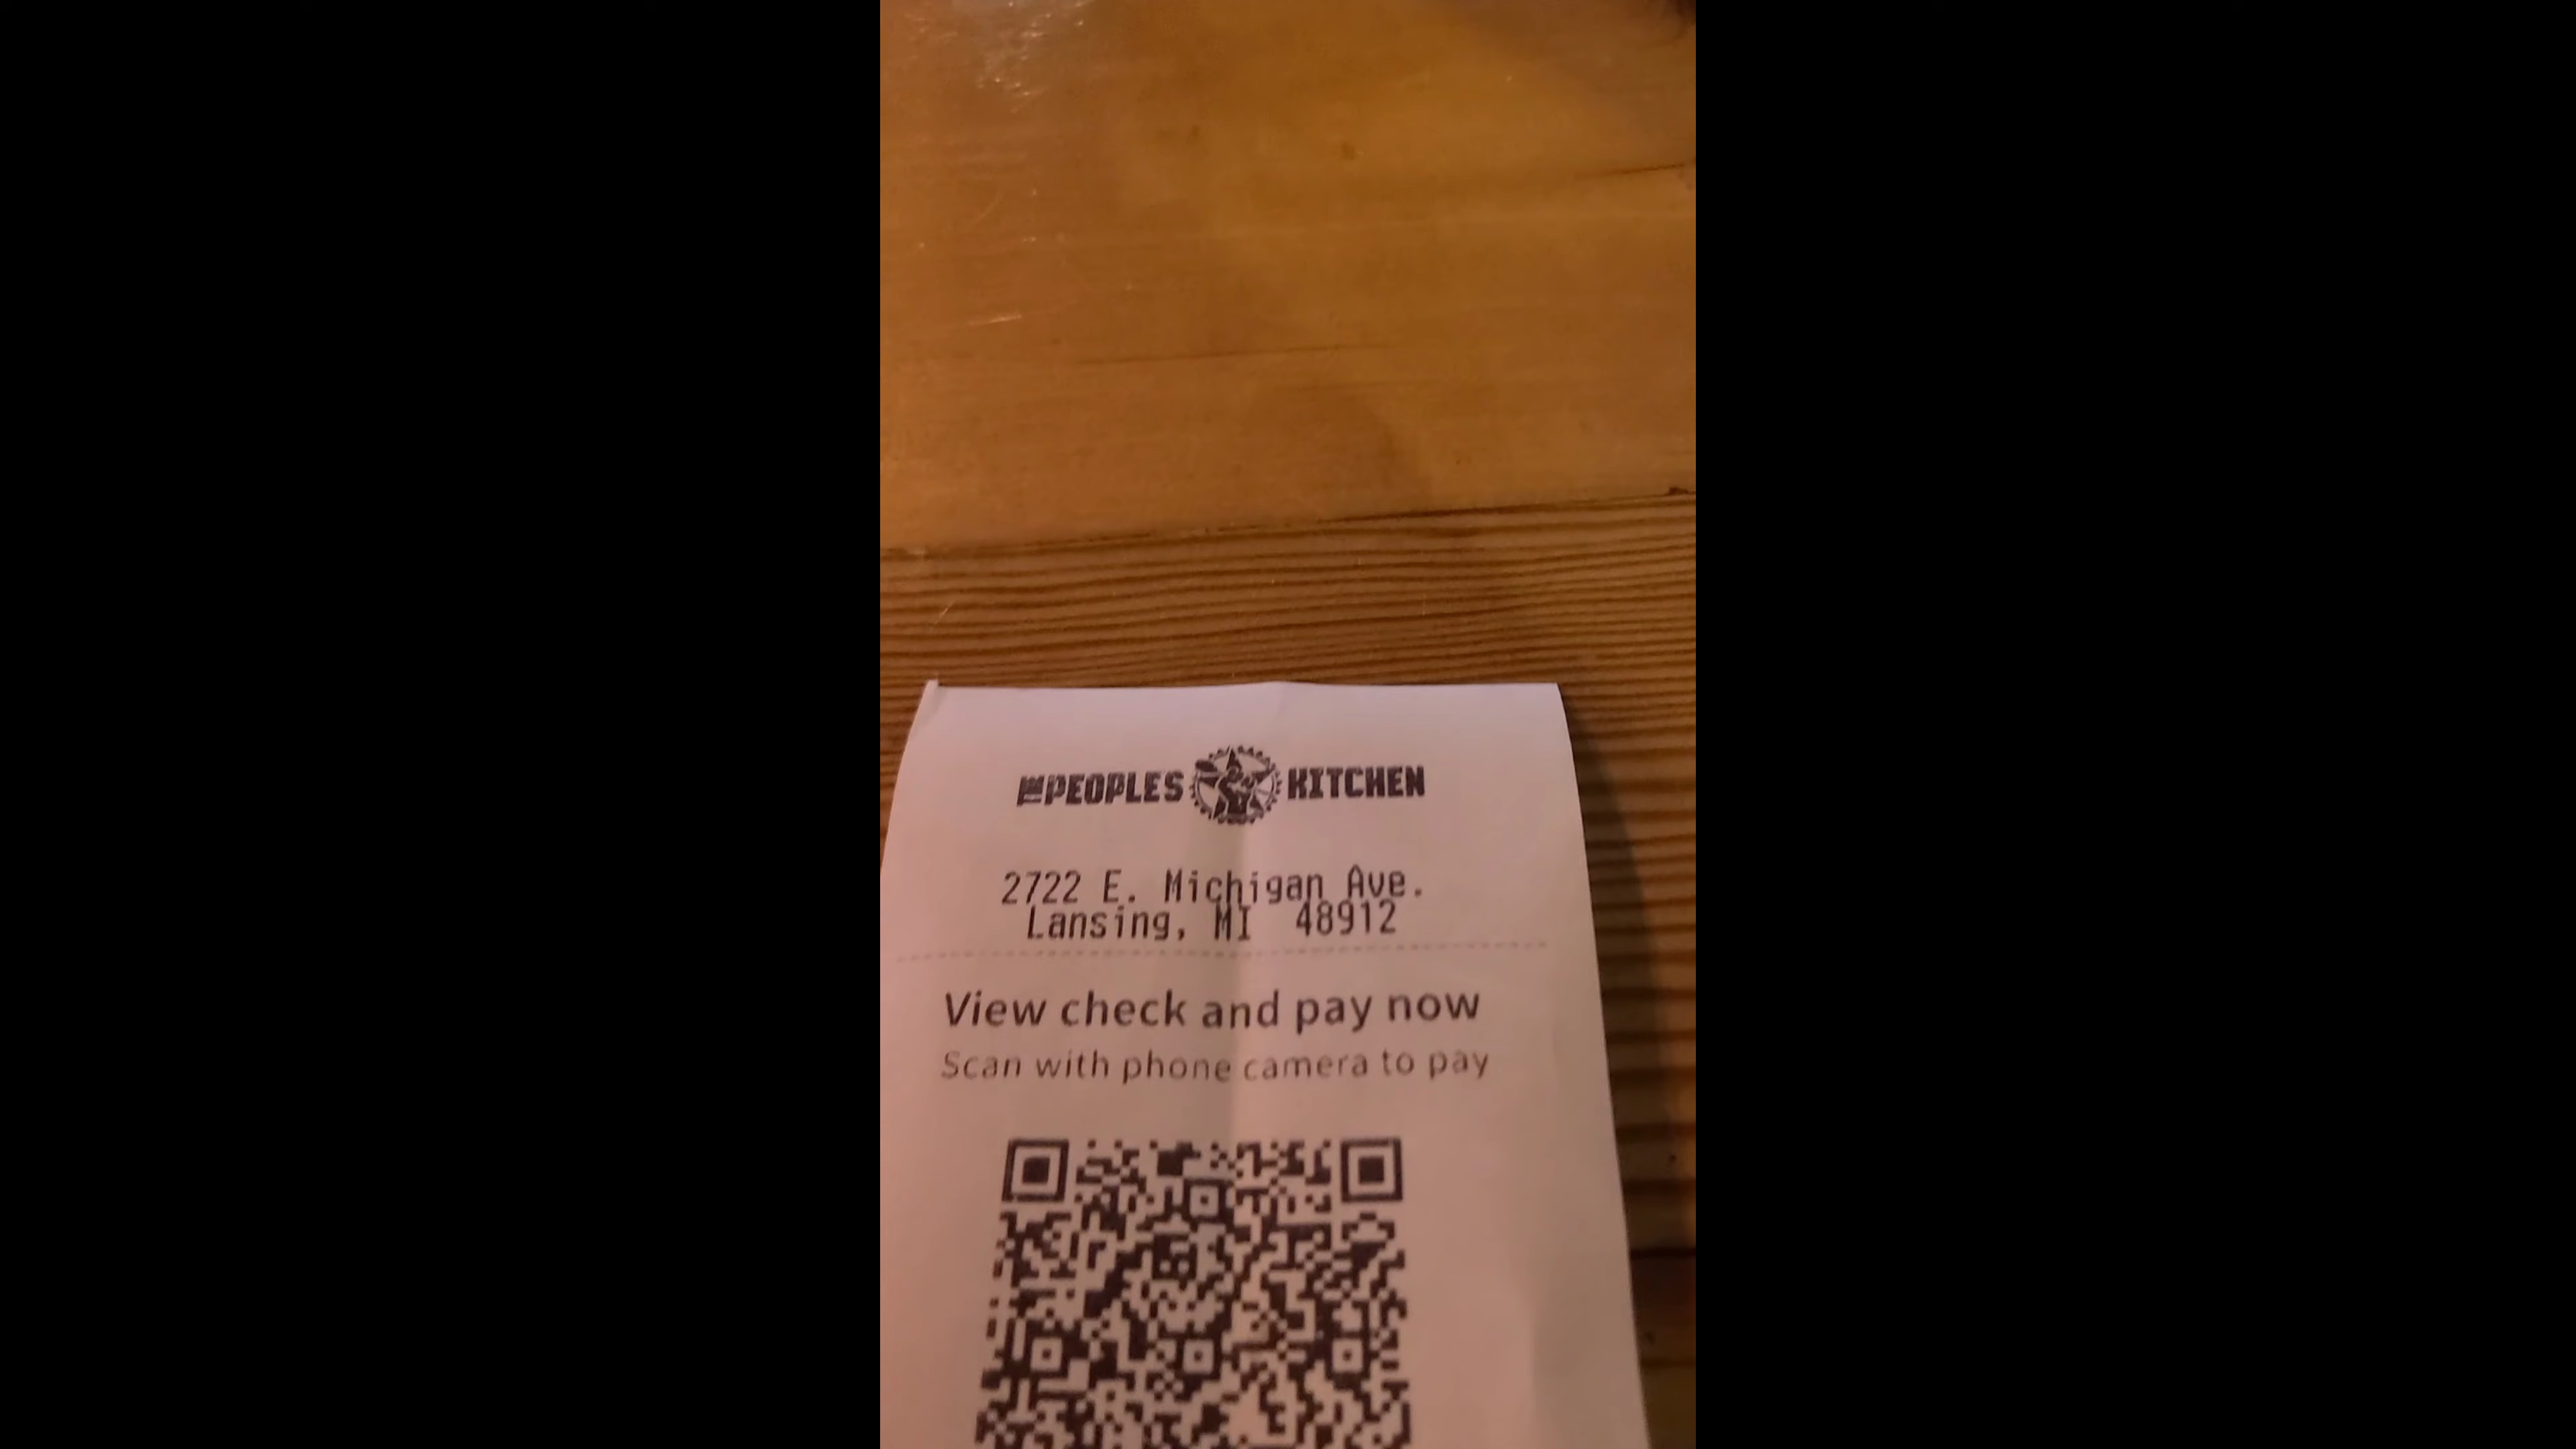 THE PEOPLES KITCHEN
2722 E. Michigan Ave.
Lansing, MI 48912
View check and pay now
Scan with phone camera to pay